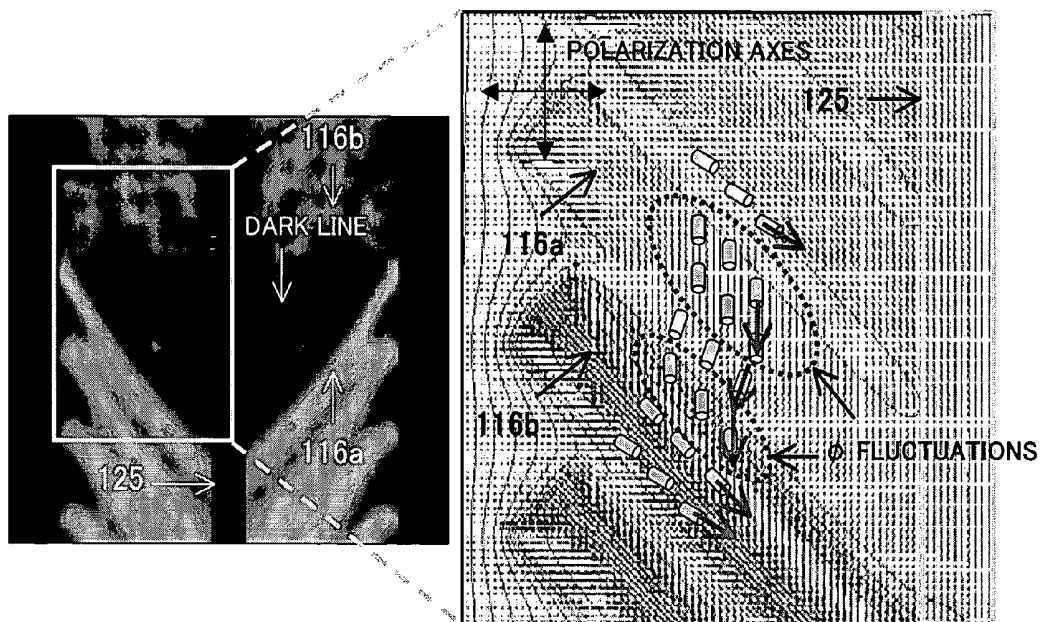 116b
DARK LINE
116a
125
POLARIZATION AXES
125
116a
116b
φ FLUCTUATIONS